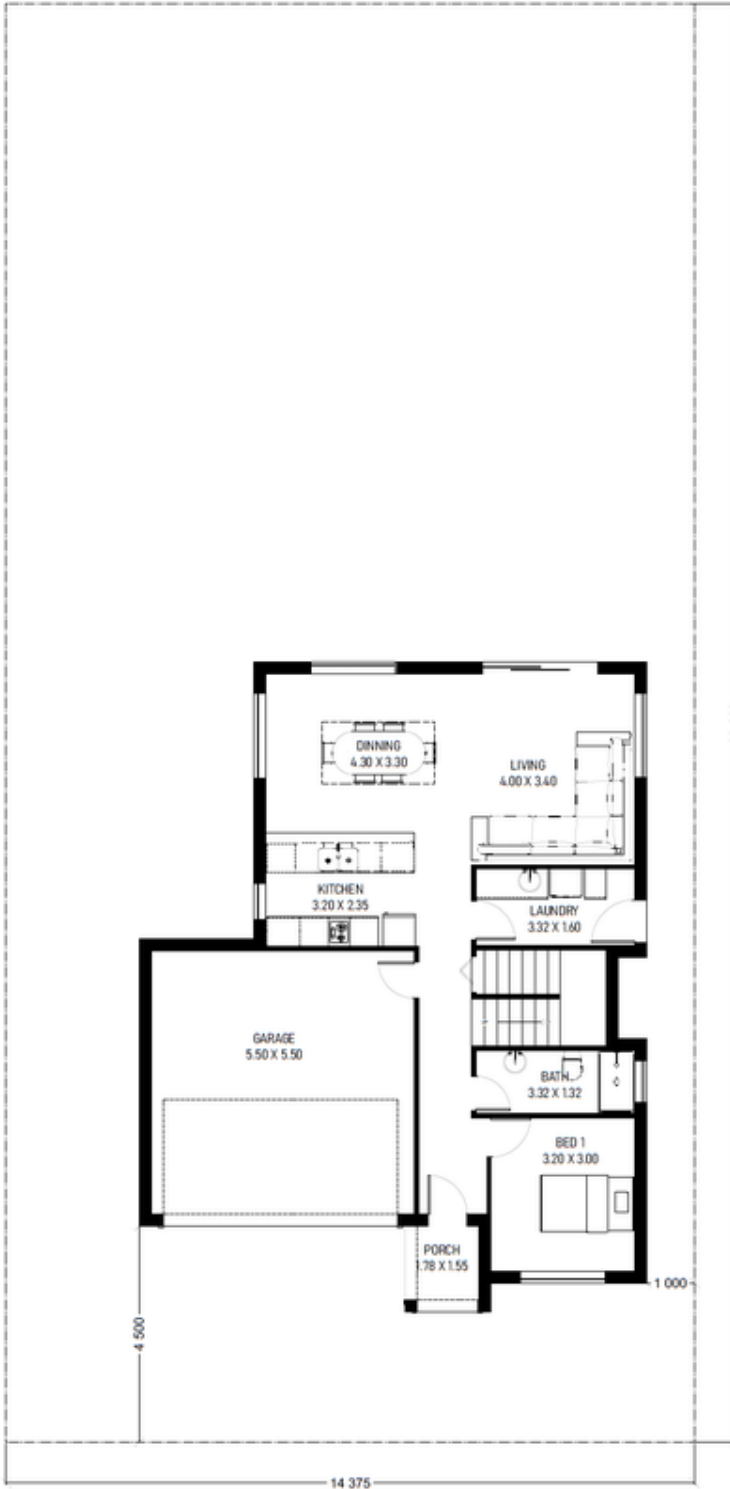 DINNING
4.30 X 3.30
LIVING
4.00 X 3.40
KITCHEN
3.20 X 2.35
LAUNDRY
3.32 X 1.60
GARAGE
5.50 X 5.50
BATH
3.32 X 1.32
BED 1
3.20 X 3.00
PORCH
1.78 X 1.55
1 000
4 500
14 375